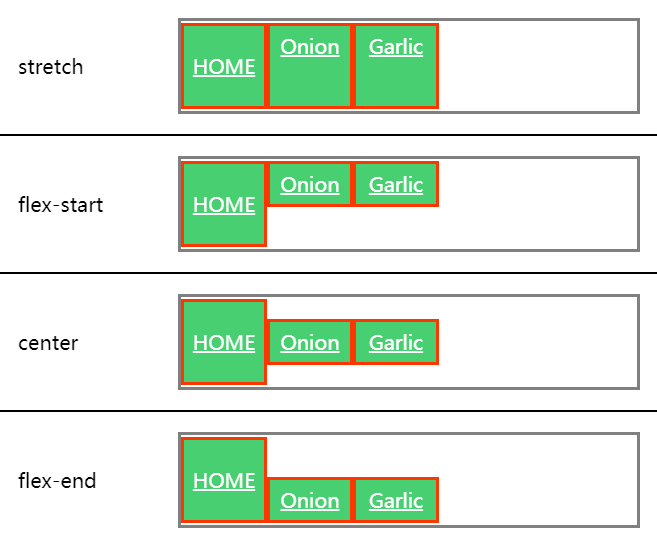 stretch
HOME Onion Garlic
flex-start
HOME Onion Garlic
center
HOME Onion Garlic
flex-end
HOME Onion Garlic